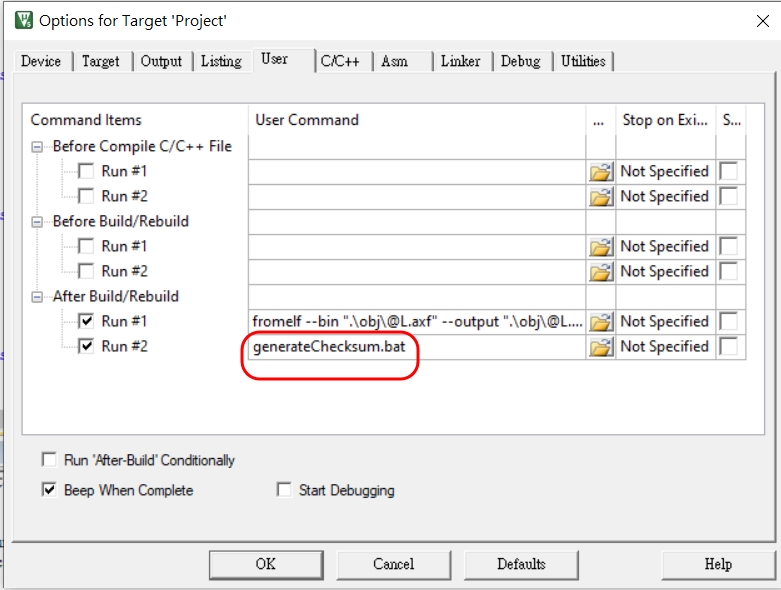 Options for Target 'Project'
Device Target Output Listing User C/C++ Asm Linker Debug Utilities
Command Items User Command ... Stop on Exi... S...
Before Compile C/C++ File
Run #1 Not Specified
Run #2 Not Specified
Before Build/Rebuild
Run #1 Not Specified
Run #2 Not Specified
After Build/Rebuild
Run #1 fromelf --bin ".\obj\@L.axf" --output ".\obj\@L.... Not Specified
Run #2 generateChecksum.bat Not Specified
Run 'After-Build' Conditionally
Beep When Complete Start Debugging
OK Cancel Defaults Help